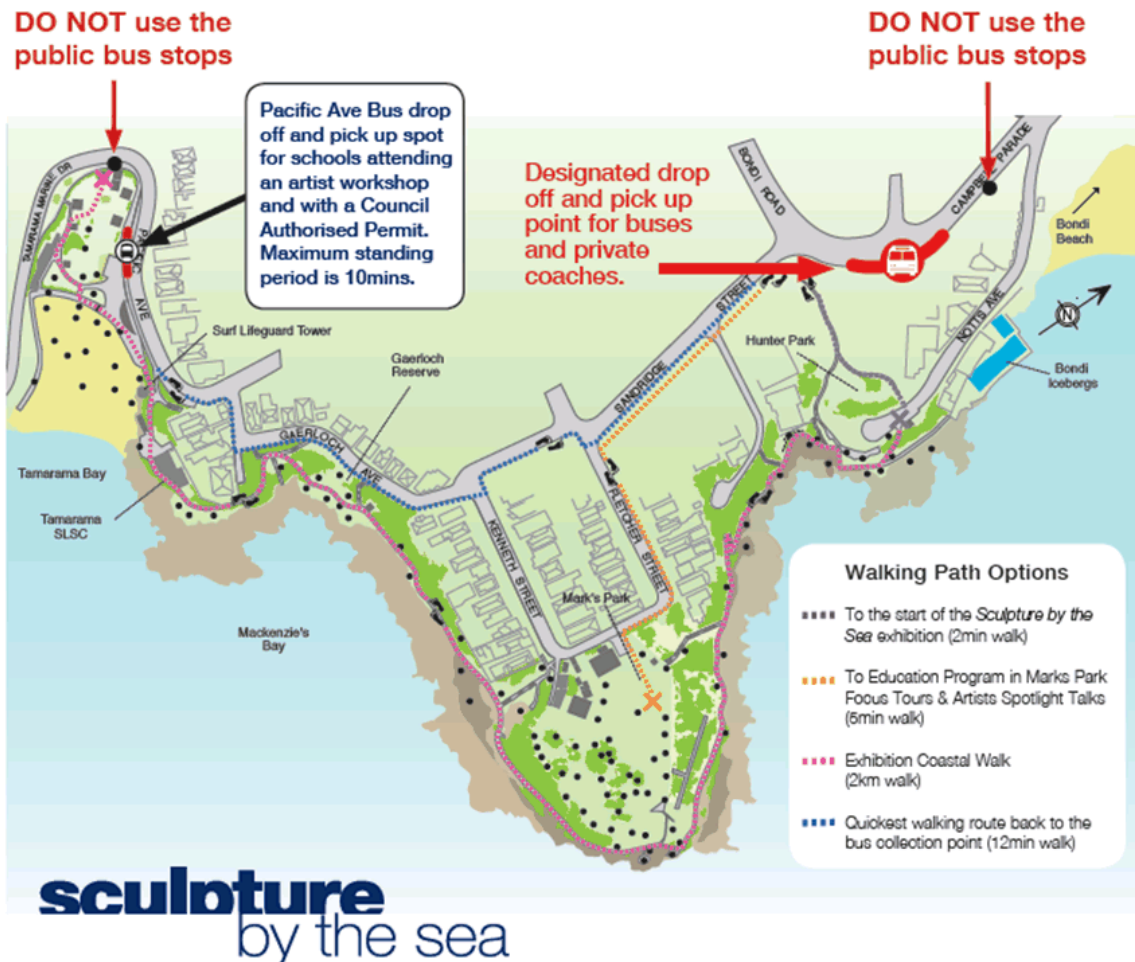 DO NOT use the
public bus stops
DO NOT use the
public bus stops
Pacific Ave Bus drop
off and pick up spot
for schools attending
an artist workshop
and with a Council
Authorised Permit.
Maximum standing
period is 10mins.
Designated drop
off and pick up
point for buses
and private
coaches.
TAMARAMA MARINE DR
PACIFIC
AVE
BONDI ROAD
CAMPBELL PARADE
Bondi
Beach
N
NOTTS AVE
Bondi
Icebergs
Hunter Park
SANDRIDGE
STREET
Surf Lifeguard Tower
Gaerloch
Reserve
GAERLOCH
AVE
Tamarama Bay
Tamarama
SLSC
KENNETH STREET
FLETCHER STREET
Mark's Park
Mackenzie's
Bay
Walking Path Options
To the start of the Sculpture by the
Sea exhibition (2min walk)
To Education Program in Marks Park
Focus Tours & Artists Spotlight Talks
(5min walk)
Exhibition Coastal Walk
(2km walk)
Quickest walking route back to the
bus collection point (12min walk)
sculpture
by the sea